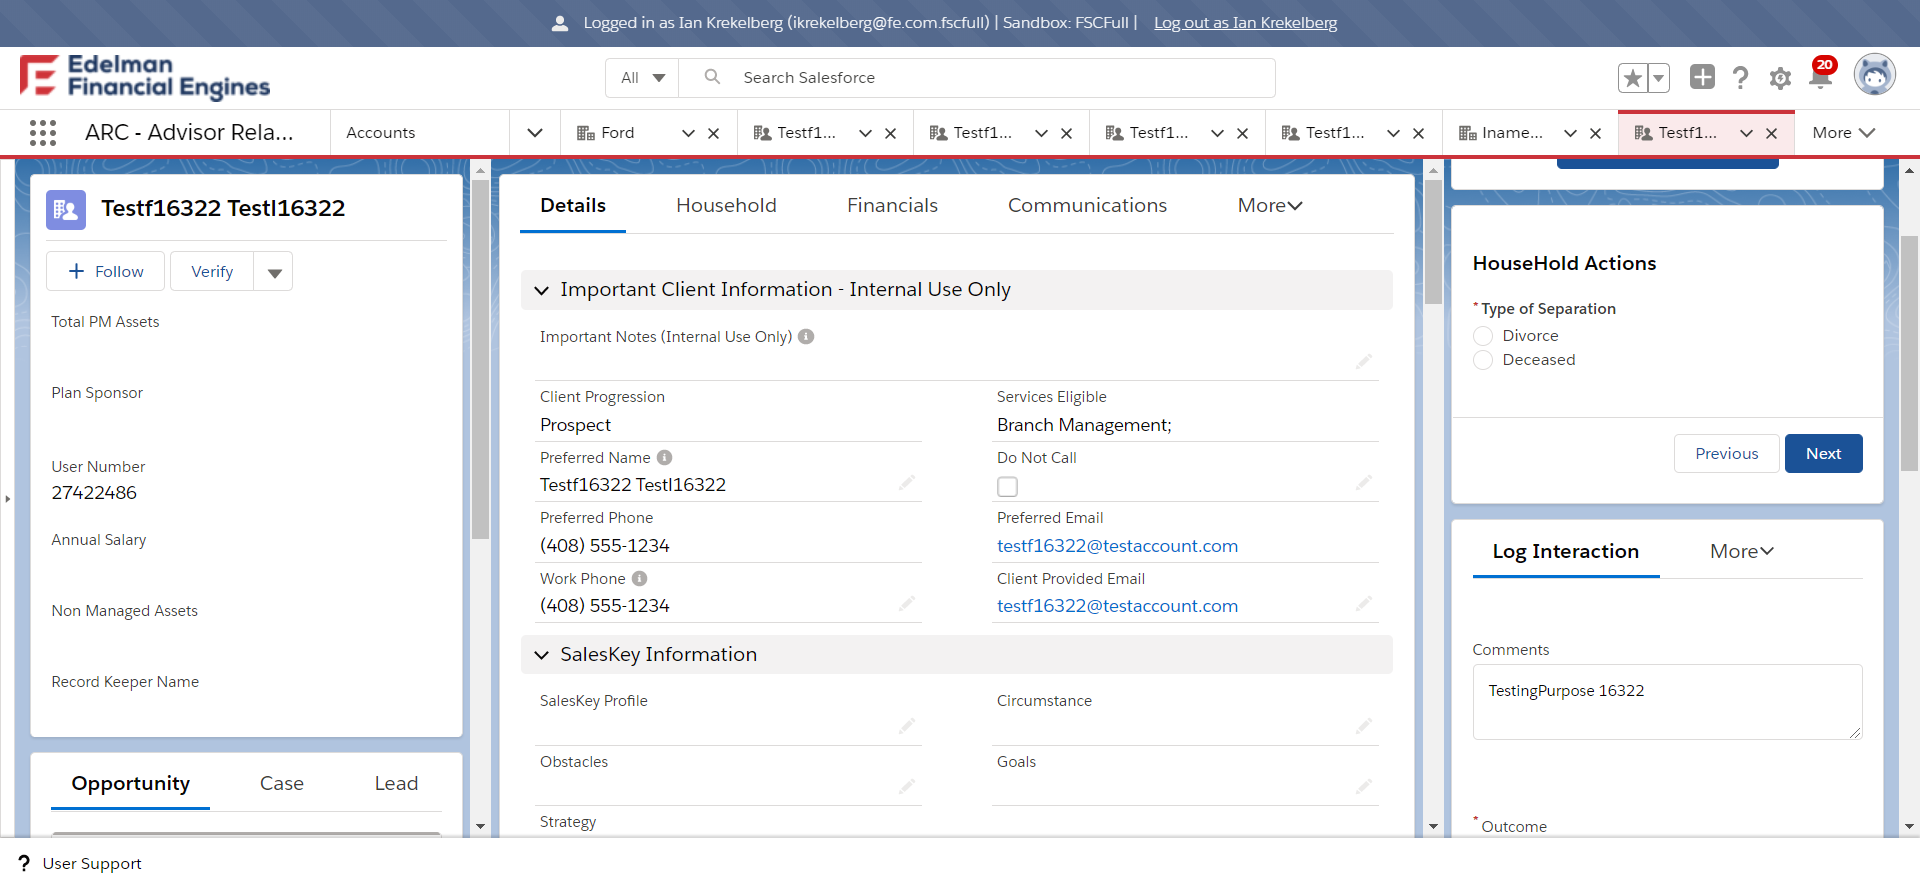 Logged in as Ian Krekelberg (ikrekelberg@fe.com.fscfull) | Sandbox: FSCFull | Log out as Ian Krekelberg
Edelman
Financial Engines
All
Search Salesforce
20
ARC - Advisor Rela...
Accounts
Ford
Testf1...
Testf1...
Testf1...
Testf1...
Iname...
Testf1...
More
Testf16322 Testl16322
Follow
Verify
Total PM Assets
Plan Sponsor
User Number
27422486
Annual Salary
Non Managed Assets
Record Keeper Name
Opportunity
Case
Lead
Details
Household
Financials
Communications
More
Important Client Information - Internal Use Only
Important Notes (Internal Use Only)
Client Progression
Prospect
Services Eligible
Branch Management;
Preferred Name
Testf16322 Testl16322
Do Not Call
Preferred Phone
(408) 555-1234
Preferred Email
testf16322@testaccount.com
Work Phone
(408) 555-1234
Client Provided Email
testf16322@testaccount.com
SalesKey Information
SalesKey Profile
Circumstance
Obstacles
Goals
Strategy
HouseHold Actions
*Type of Separation
Divorce
Deceased
Previous
Next
Log Interaction
More
Comments
TestingPurpose 16322
*Outcome
? User Support